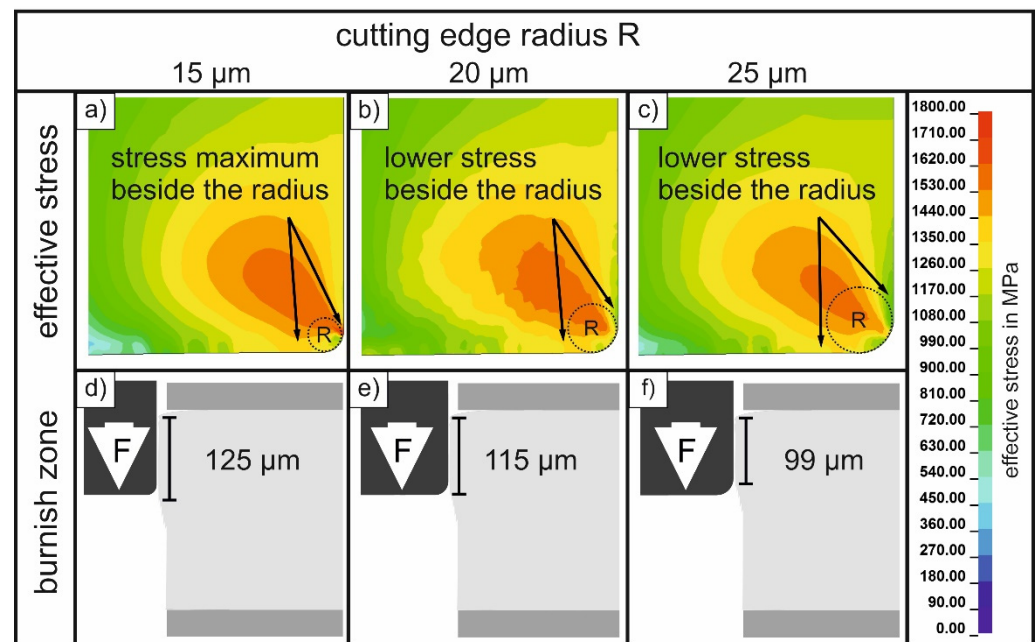 cutting edge radius R
15 µm 20 µm 25 µm
effective stress
a)
stress maximum
beside the radius
R
b)
lower stress
beside the radius
R
c)
lower stress
beside the radius
R
burnish zone
d)
F
125 µm
e)
F
115 µm
f)
F
99 µm
1800.00
1710.00
1620.00
1530.00
1440.00
1350.00
1260.00
1170.00
1080.00
990.00
900.00
810.00
720.00
630.00
540.00
450.00
360.00
270.00
180.00
90.00
0.00
effective stress in MPa